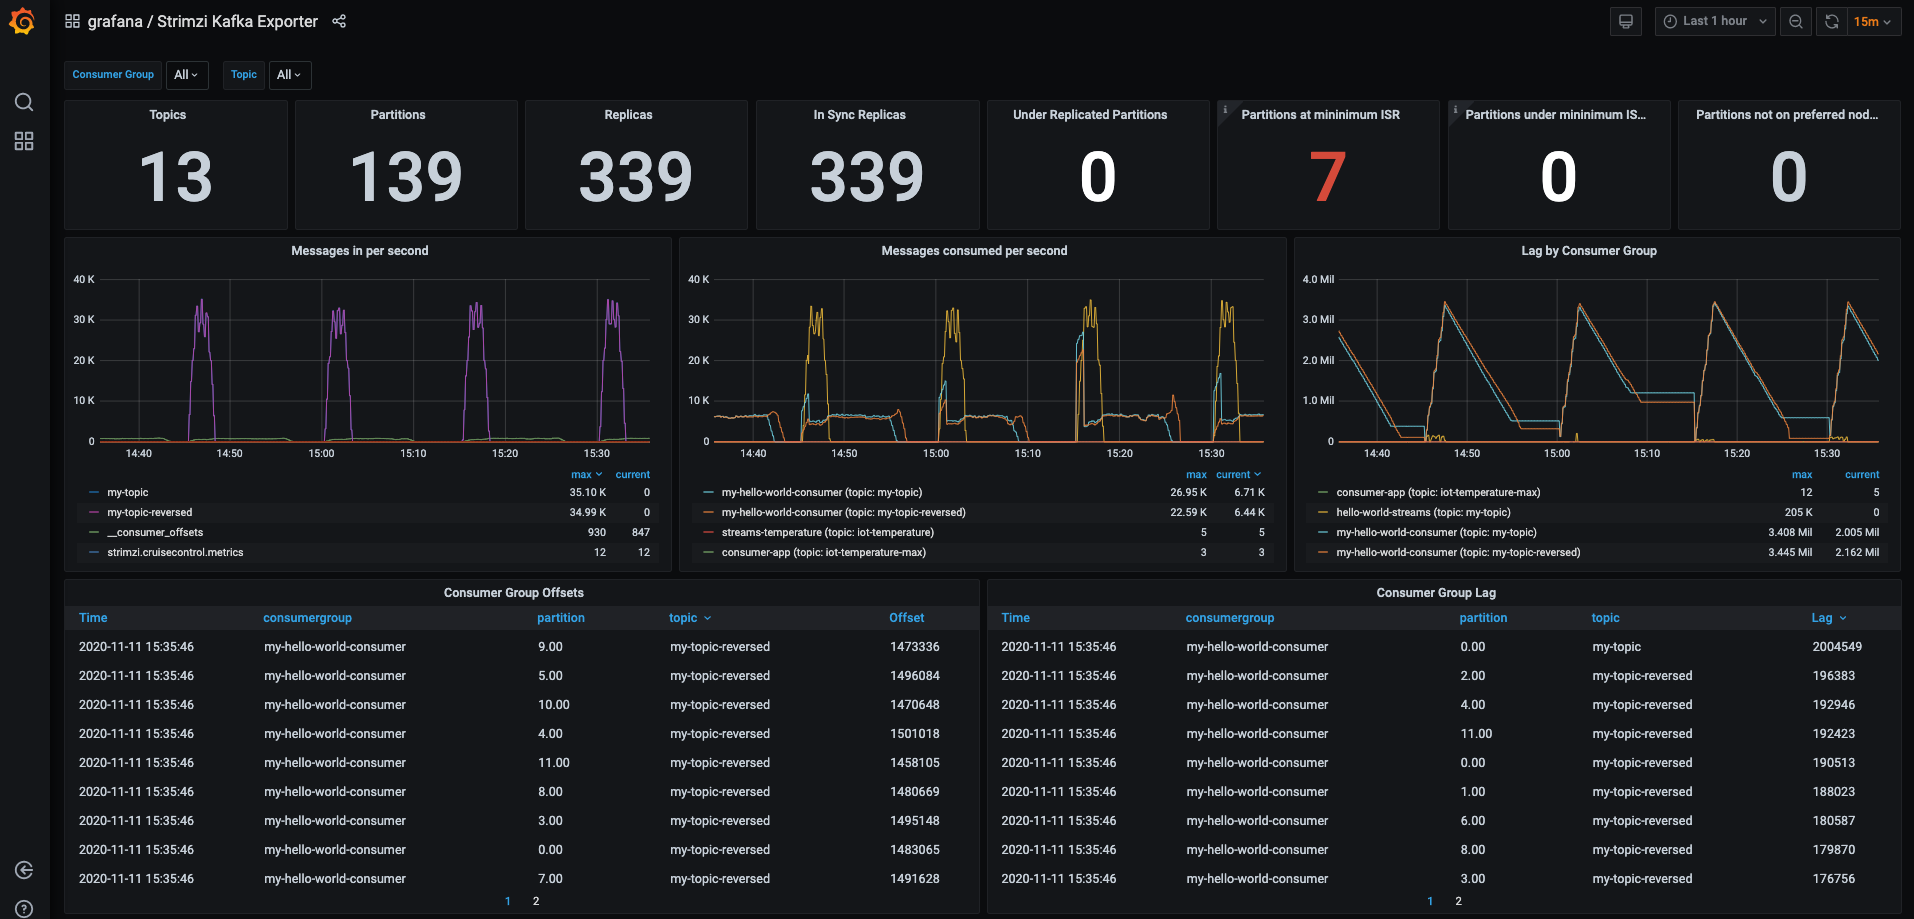 grafana / Strimzi Kafka Exporter
Last 1 hour
15m
Consumer Group All Topic All
Topics Partitions Replicas In Sync Replicas Under Replicated Partitions Partitions at mininimum ISR Partitions under mininimum IS... Partitions not on preferred nod...
13 139 339 339 0 7 0 0
Messages in per second
40 K
30 K
20 K
10 K
0
14:40 14:50 15:00 15:10 15:20 15:30
max current
my-topic 35.10 K 0
my-topic-reversed 34.99 K 0
__consumer_offsets 930 847
strimzi.cruisecontrol.metrics 12 12
Messages consumed per second
40 K
30 K
20 K
10 K
0
14:40 14:50 15:00 15:10 15:20 15:30
max current
my-hello-world-consumer (topic: my-topic) 26.95 K 6.71 K
my-hello-world-consumer (topic: my-topic-reversed) 22.59 K 6.44 K
streams-temperature (topic: iot-temperature) 5 5
consumer-app (topic: iot-temperature-max) 3 3
Lag by Consumer Group
4.0 Mil
3.0 Mil
2.0 Mil
1.0 Mil
0
14:40 14:50 15:00 15:10 15:20 15:30
max current
consumer-app (topic: iot-temperature-max) 12 5
hello-world-streams (topic: my-topic) 205 K 0
my-hello-world-consumer (topic: my-topic) 3.408 Mil 2.005 Mil
my-hello-world-consumer (topic: my-topic-reversed) 3.445 Mil 2.162 Mil
Consumer Group Offsets
Time consumergroup partition topic Offset
2020-11-11 15:35:46 my-hello-world-consumer 9.00 my-topic-reversed 1473336
2020-11-11 15:35:46 my-hello-world-consumer 5.00 my-topic-reversed 1496084
2020-11-11 15:35:46 my-hello-world-consumer 10.00 my-topic-reversed 1470648
2020-11-11 15:35:46 my-hello-world-consumer 4.00 my-topic-reversed 1501018
2020-11-11 15:35:46 my-hello-world-consumer 11.00 my-topic-reversed 1458105
2020-11-11 15:35:46 my-hello-world-consumer 8.00 my-topic-reversed 1480669
2020-11-11 15:35:46 my-hello-world-consumer 3.00 my-topic-reversed 1495148
2020-11-11 15:35:46 my-hello-world-consumer 0.00 my-topic-reversed 1483065
2020-11-11 15:35:46 my-hello-world-consumer 7.00 my-topic-reversed 1491628
1 2
Consumer Group Lag
Time consumergroup partition topic Lag
2020-11-11 15:35:46 my-hello-world-consumer 0.00 my-topic 2004549
2020-11-11 15:35:46 my-hello-world-consumer 2.00 my-topic-reversed 196383
2020-11-11 15:35:46 my-hello-world-consumer 4.00 my-topic-reversed 192946
2020-11-11 15:35:46 my-hello-world-consumer 11.00 my-topic-reversed 192423
2020-11-11 15:35:46 my-hello-world-consumer 0.00 my-topic-reversed 190513
2020-11-11 15:35:46 my-hello-world-consumer 1.00 my-topic-reversed 188023
2020-11-11 15:35:46 my-hello-world-consumer 6.00 my-topic-reversed 180587
2020-11-11 15:35:46 my-hello-world-consumer 8.00 my-topic-reversed 179870
2020-11-11 15:35:46 my-hello-world-consumer 3.00 my-topic-reversed 176756
1 2